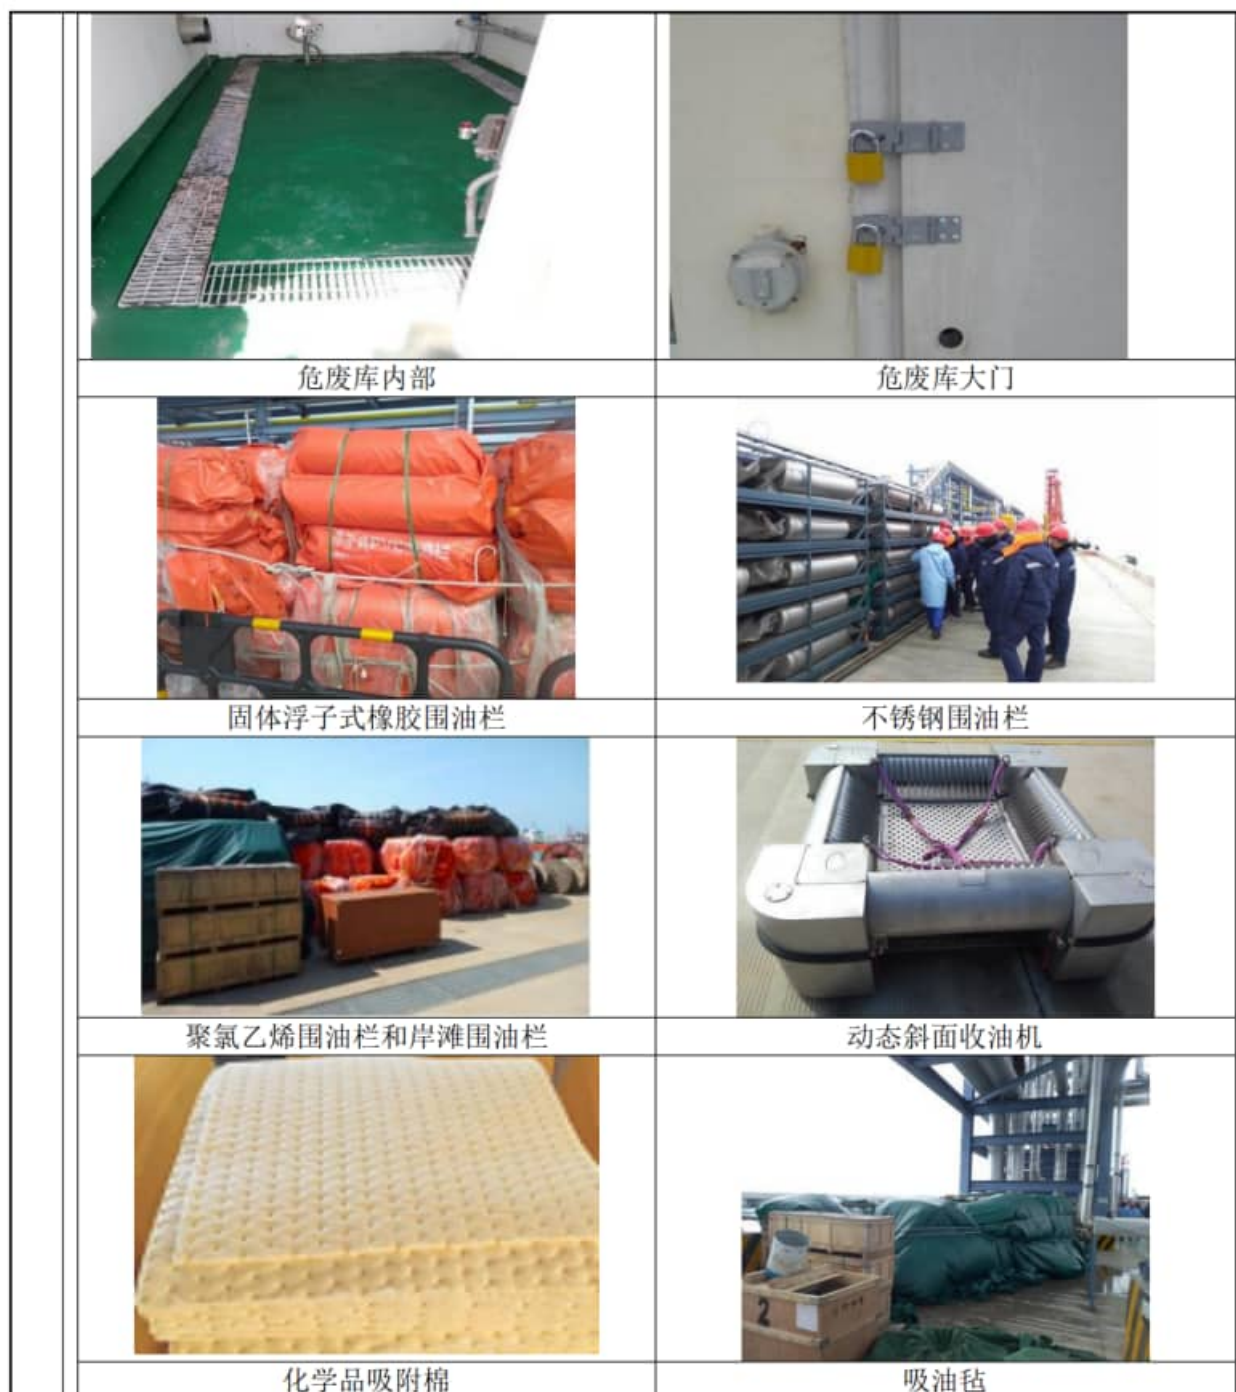 危废库内部
危废库大门
固体浮子式橡胶围油栏
不锈钢围油栏
聚氯乙烯围油栏和岸滩围油栏
动态斜面收油机
2
化学品吸附棉
吸油毡